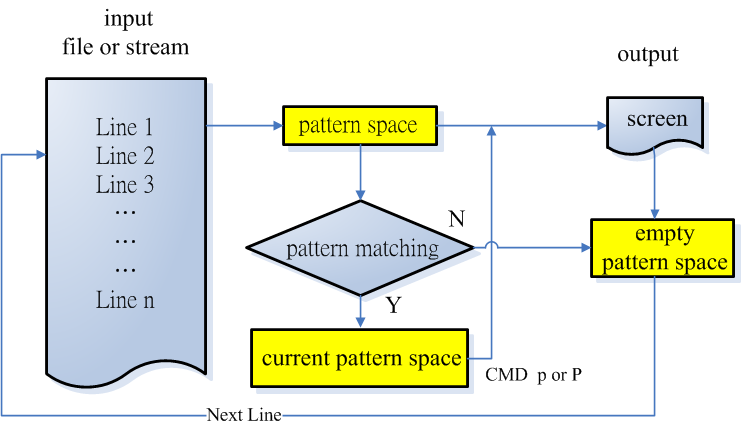 input
file or stream
output
Line 1
Line 2
Line 3
...
...
...
Line n
pattern space
screen
pattern matching
N
Y
empty
pattern space
current pattern space
CMD p or P
Next Line